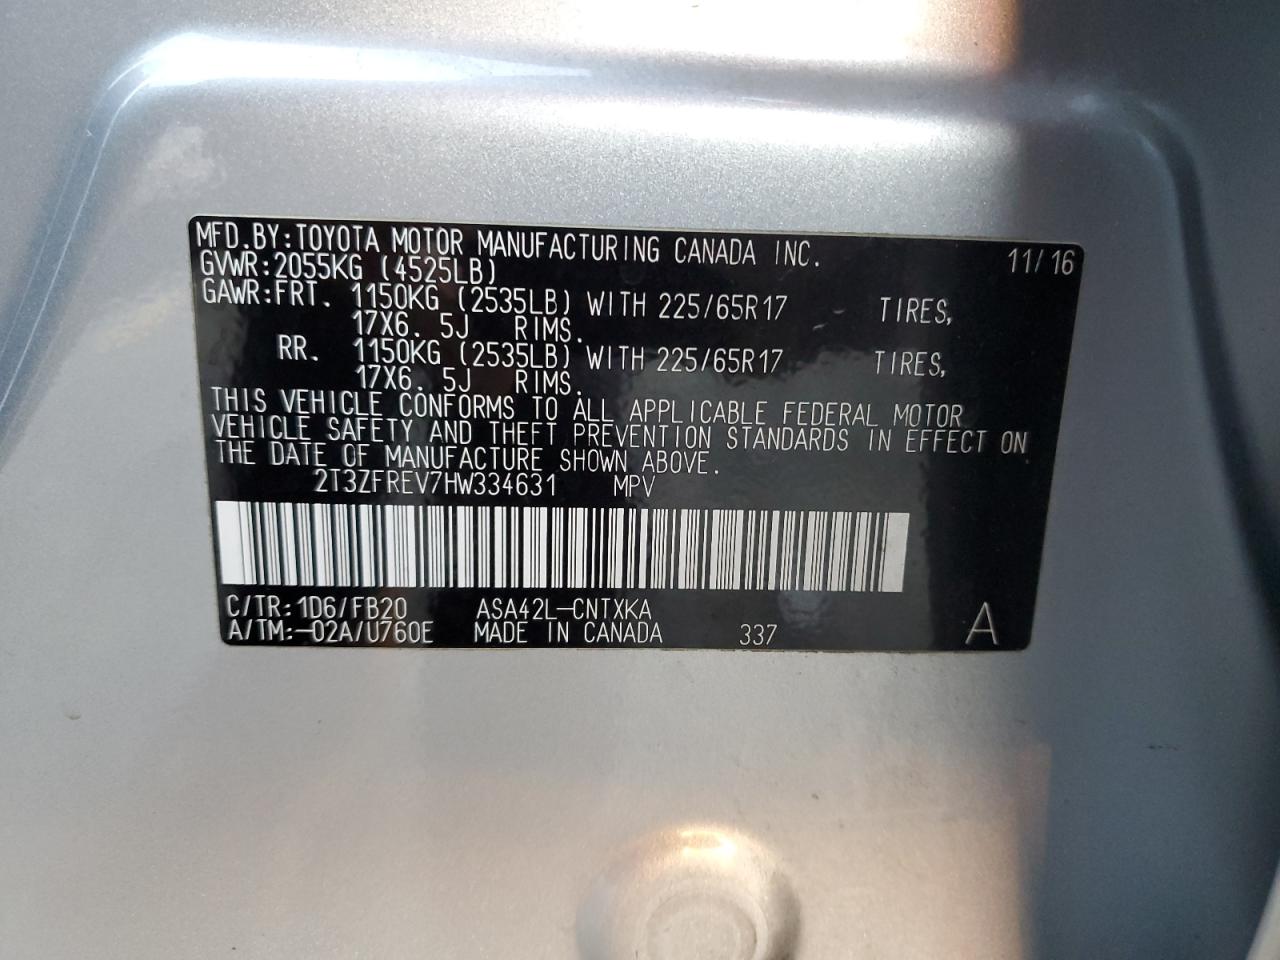 MFD.BY:TOYOTA MOTOR MANUFACTURING CANADA INC. 11/16
GVWR:2055KG (4525LB)
GAWR:FRT. 1150KG (2535LB) WITH 225/65R17 TIRES,
17X6. 5J RIMS.
RR. 1150KG (2535LB) WITH 225/65R17 TIRES,
17X6. 5J RIMS.
THIS VEHICLE CONFORMS TO ALL APPLICABLE FEDERAL MOTOR
VEHICLE SAFETY AND THEFT PREVENTION STANDARDS IN EFFECT ON
THE DATE OF MANUFACTURE SHOWN ABOVE.
2T3ZFREV7HW334631 MPV
C/TR:1D6/FB20 ASA42L-CNTXKA
A/TM:-02A/U760E MADE IN CANADA 337 A